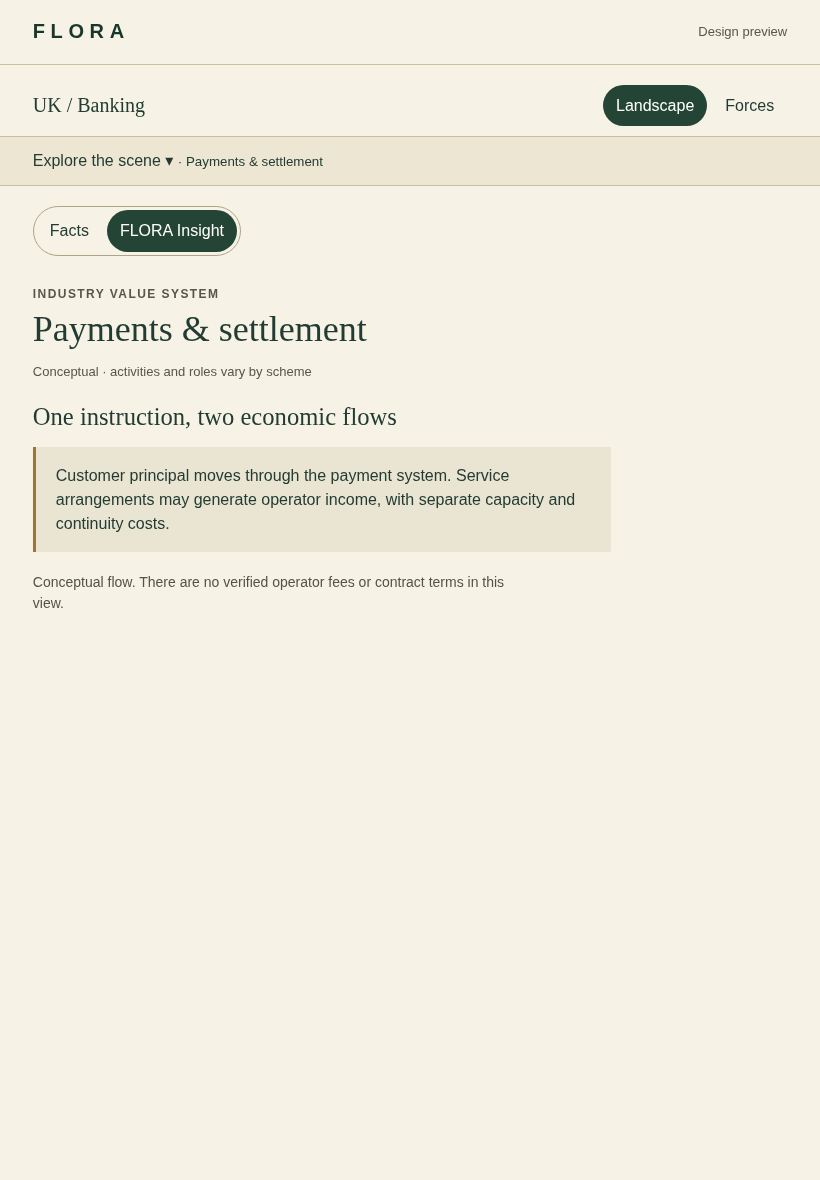 FLORA
Design preview
UK / Banking
Landscape
Forces
Explore the scene ▾ · Payments & settlement
Facts
FLORA Insight
INDUSTRY VALUE SYSTEM
Payments & settlement
Conceptual · activities and roles vary by scheme
One instruction, two economic flows
Customer principal moves through the payment system. Service
arrangements may generate operator income, with separate capacity and
continuity costs.
Conceptual flow. There are no verified operator fees or contract terms in this
view.